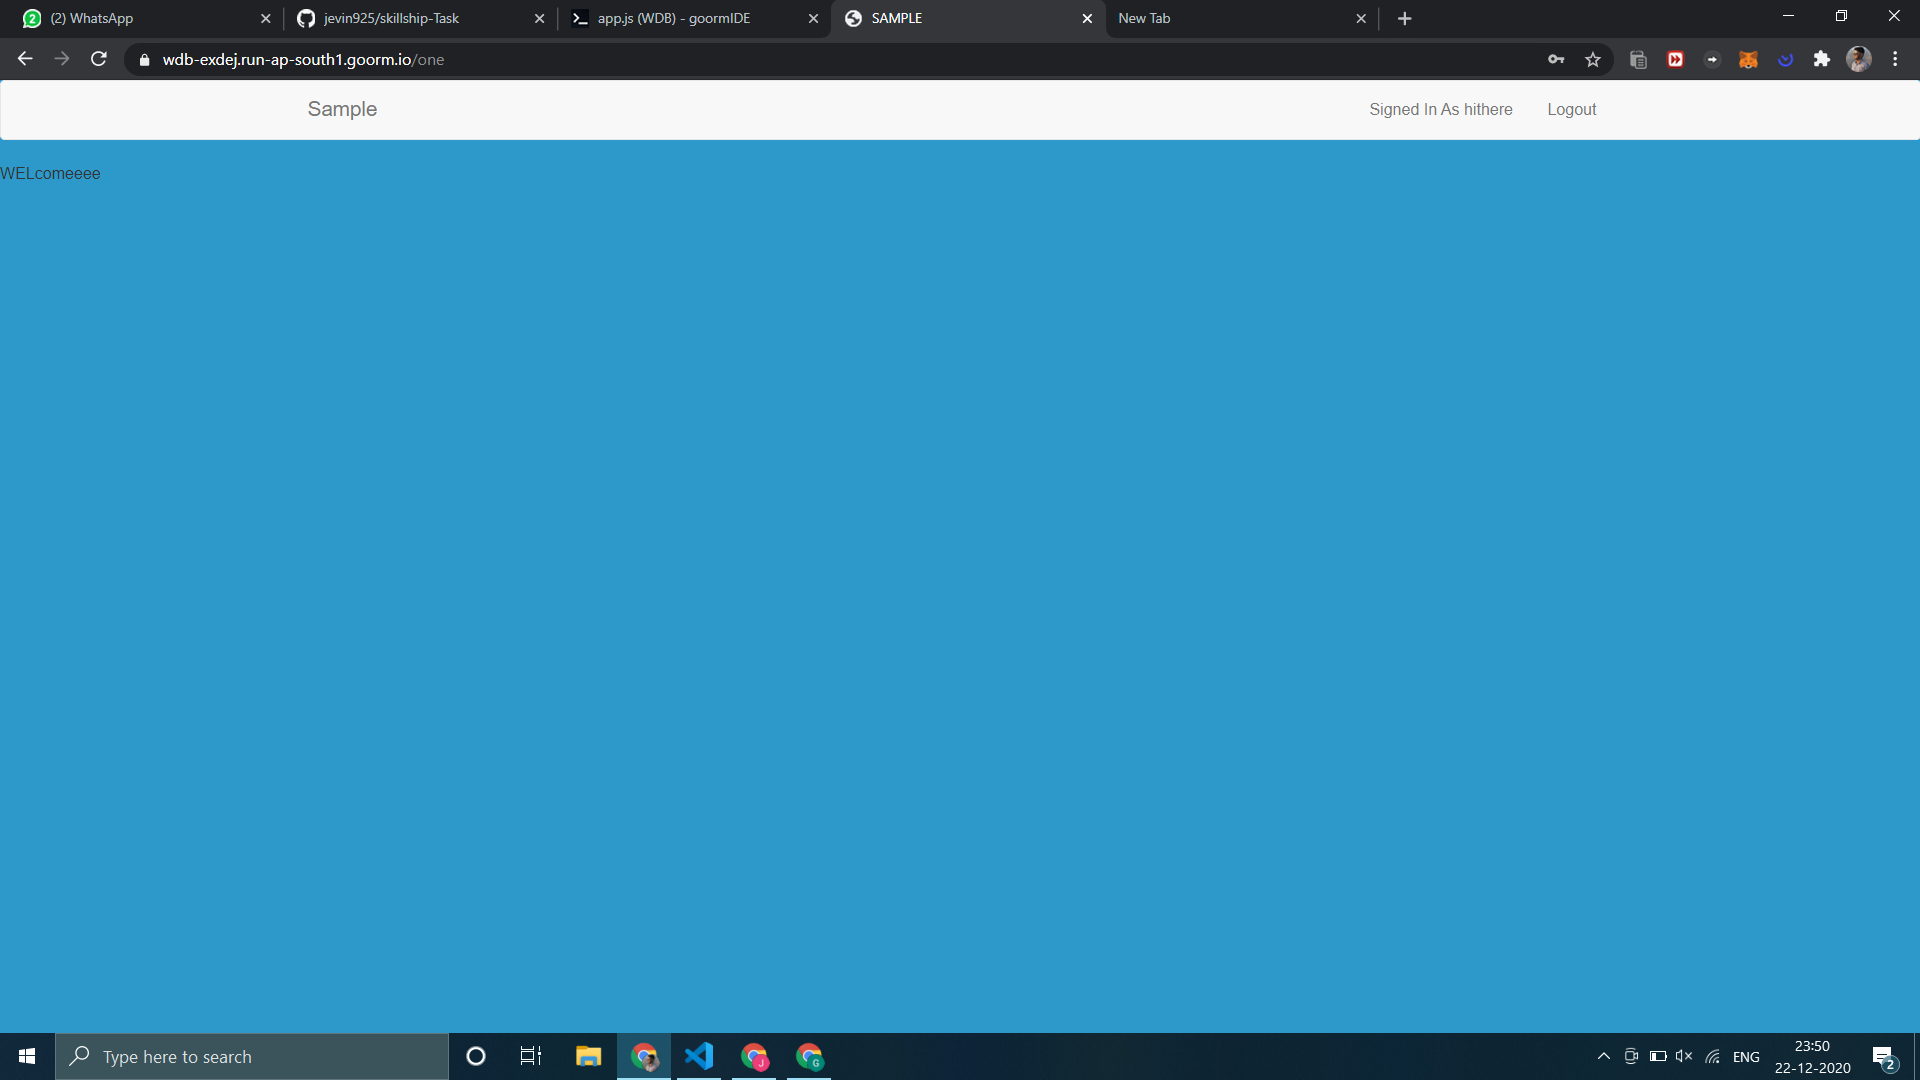 (2) WhatsApp
jevin925/skillship-Task
app.js (WDB) - goormIDE
SAMPLE
New Tab
wdb-exdej.run-ap-south1.goorm.io/one
Sample
Signed In As hithere
Logout
WELcomeeee
Type here to search
ENG
23:50
22-12-2020
2